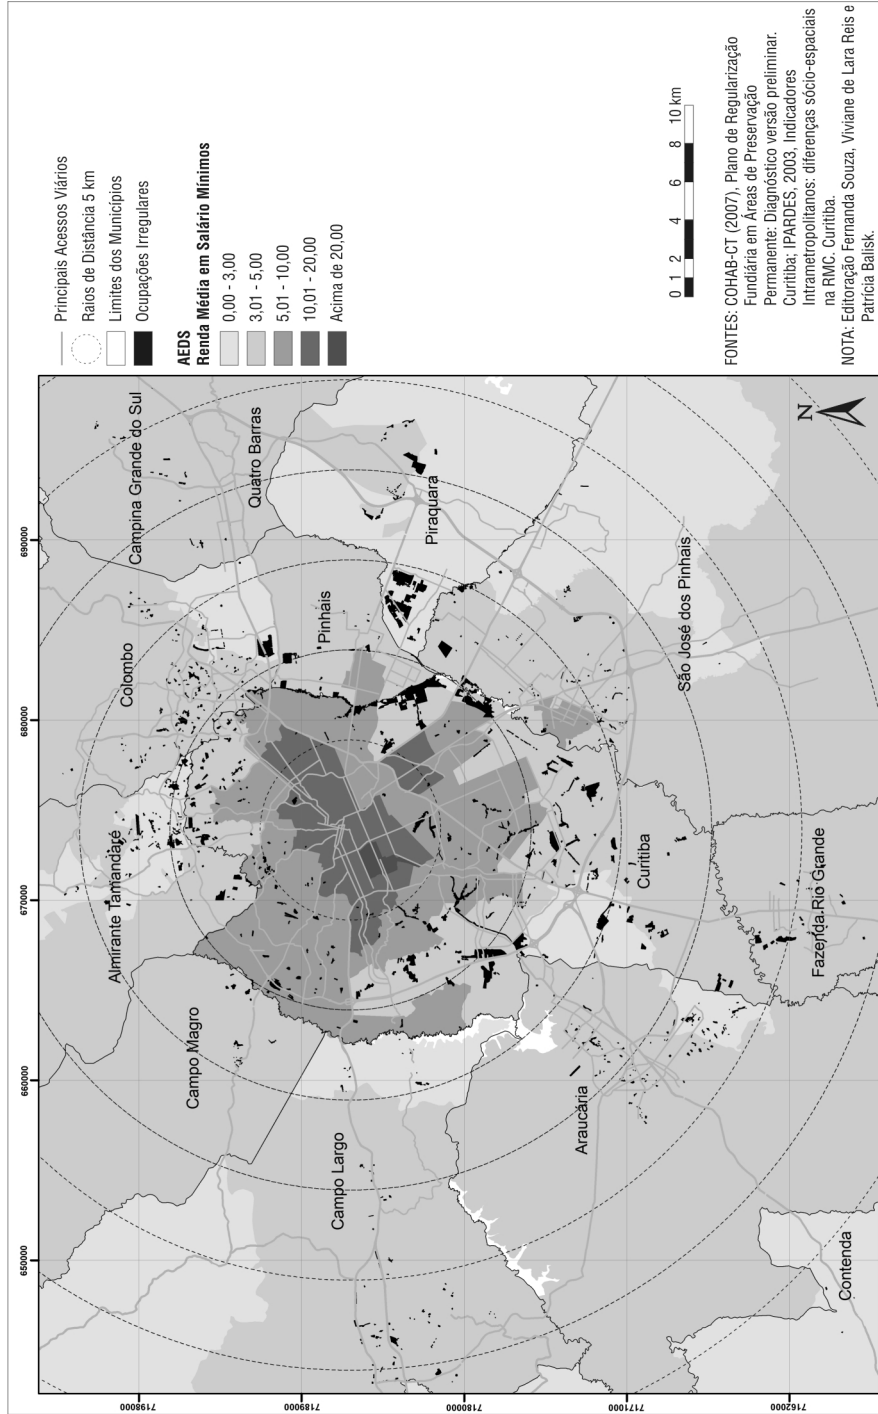 Principais Acessos Viários
Raios de Distância 5 km
Limites dos Municípios
Ocupações Irregulares
AEDS
Renda Média em Salário Mínimos
0,00 - 3,00
3,01 - 5,00
5,01 - 10,00
10,01 - 20,00
Acima de 20,00
0 1 2 4 6 8 10 km
FONTES: COHAB-CT (2007), Plano de Regularização
Fundiária em Áreas de Preservação
Permanente: Diagnóstico versão preliminar.
Curitiba; IPARDES, 2003, Indicadores
Intrametropolitanos: diferenças sócio-espaciais
na RMC. Curitiba.
NOTA: Editoração Fernanda Souza, Viviane de Lara Reis e
Patrícia Balisk.
Campina Grande do Sul
Quatro Barras
Colombo
Pinhais
Piraquara
Almirante Tamandaré
Campo Magro
Campo Largo
São José dos Pinhais
Curitiba
Fazenda Rio Grande
Araucária
Contenda
N
650000
660000
670000
680000
690000
7198000
7189000
7180000
7171000
7162000